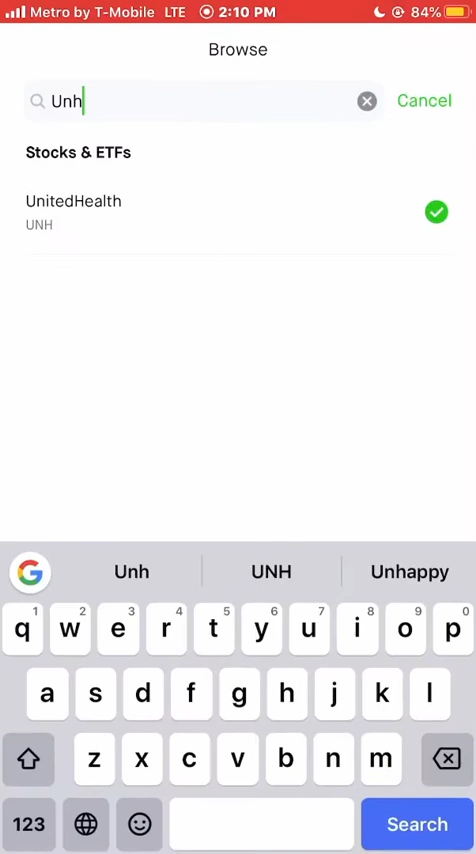 Metro by T-Mobile LTE 2:10 PM 84%
Browse
Unh Cancel
Stocks & ETFs
UnitedHealth
UNH
G Unh UNH Unhappy
1 2 3 4 5 6 7 8 9 0
q w e r t y u i o p
a s d f g h j k l
z x c v b n m
123 Search